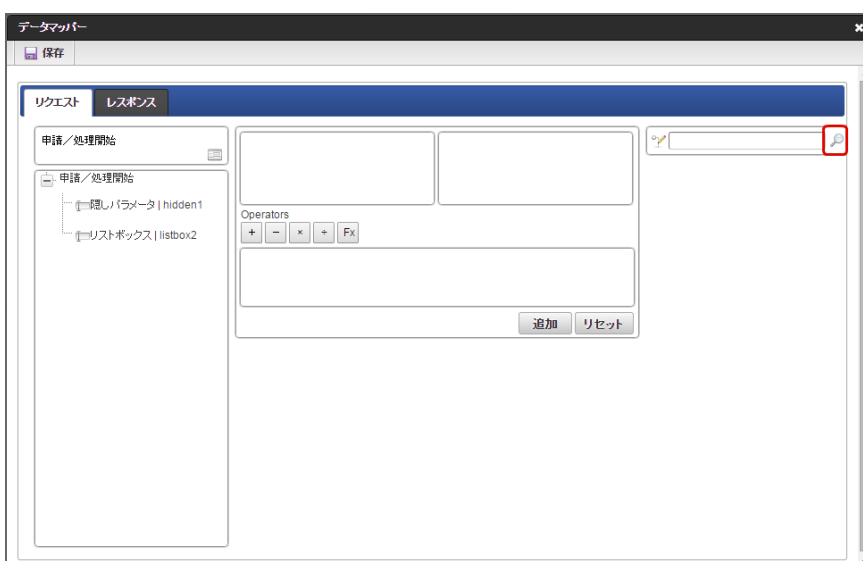 データマッパー
保存
リクエスト レスポンス
申請／処理開始
申請／処理開始
隠しパラメータ | hidden1
リストボックス | listbox2
Operators
+ − × ÷ Fx
追加 リセット